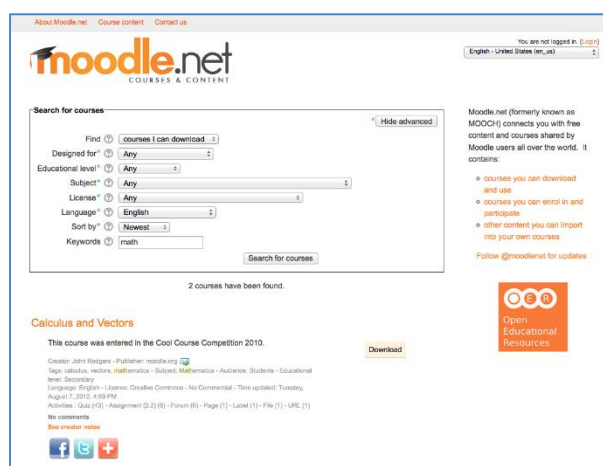 About Moodle.net Course content Contact us
You are not logged in. (Login)
English - United States (en_us)
moodle.net
COURSES & CONTENT
Search for courses
* Hide advanced
Find courses I can download
Designed for* Any
Educational level* Any
Subject* Any
License* Any
Language* English
Sort by* Newest
Keywords math
Search for courses
2 courses have been found.
Moodle.net (formerly known as
MOOCH) connects you with free
content and courses shared by
Moodle users all over the world. It
contains:
courses you can download
and use
courses you can enrol in and
participate
other content you can import
into your own courses
Follow @moodlenet for updates
OER
Open
Educational
Resources
Calculus and Vectors
This course was entered in the Cool Course Competition 2010.
Download
Creator: John Rodgers - Publisher: moodle.org
Tags: calculus, vectors, mathematics - Subject: Mathematics - Audience: Students - Educational
level: Secondary
Language: English - License: Creative Commons - No Commercial - Time updated: Tuesday,
August 7, 2012, 4:59 PM
Activities : Quiz (43) - Assignment (2.2) (6) - Forum (6) - Page (1) - Label (1) - File (1) - URL (1)
No comments
See creator notes